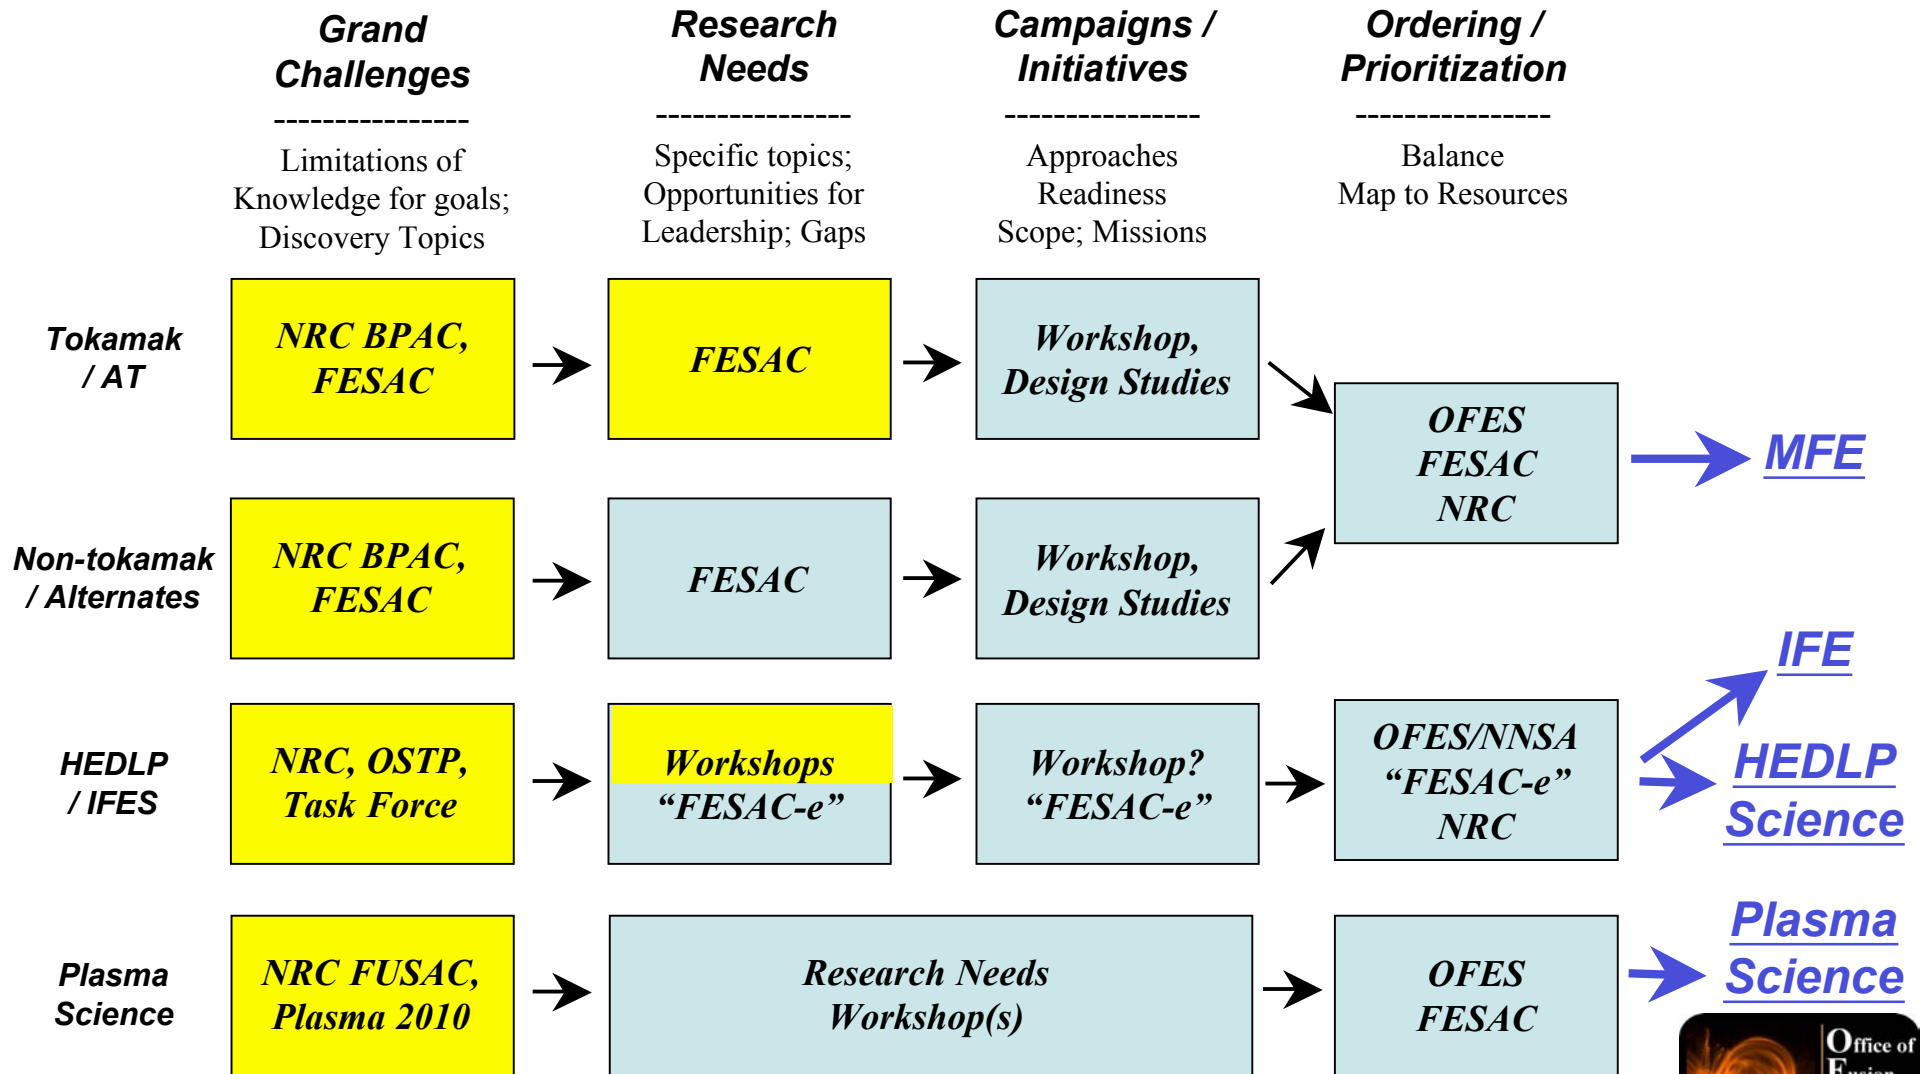 Grand
Challenges
----------------
Limitations of
Knowledge for goals;
Discovery Topics
Research
Needs
----------------
Specific topics;
Opportunities for
Leadership; Gaps
Campaigns /
Initiatives
----------------
Approaches
Readiness
Scope; Missions
Ordering /
Prioritization
----------------
Balance
Map to Resources
Tokamak
/ AT
NRC BPAC,
FESAC
FESAC
Workshop,
Design Studies
OFES
FESAC
NRC
MFE
Non-tokamak
/ Alternates
NRC BPAC,
FESAC
FESAC
Workshop,
Design Studies
HEDLP
/ IFES
NRC, OSTP,
Task Force
Workshops
“FESAC-e”
Workshop?
“FESAC-e”
OFES/NNSA
“FESAC-e”
NRC
IFE
HEDLP
Science
Plasma
Science
NRC FUSAC,
Plasma 2010
Research Needs
Workshop(s)
OFES
FESAC
Plasma
Science
Office of
Fusion